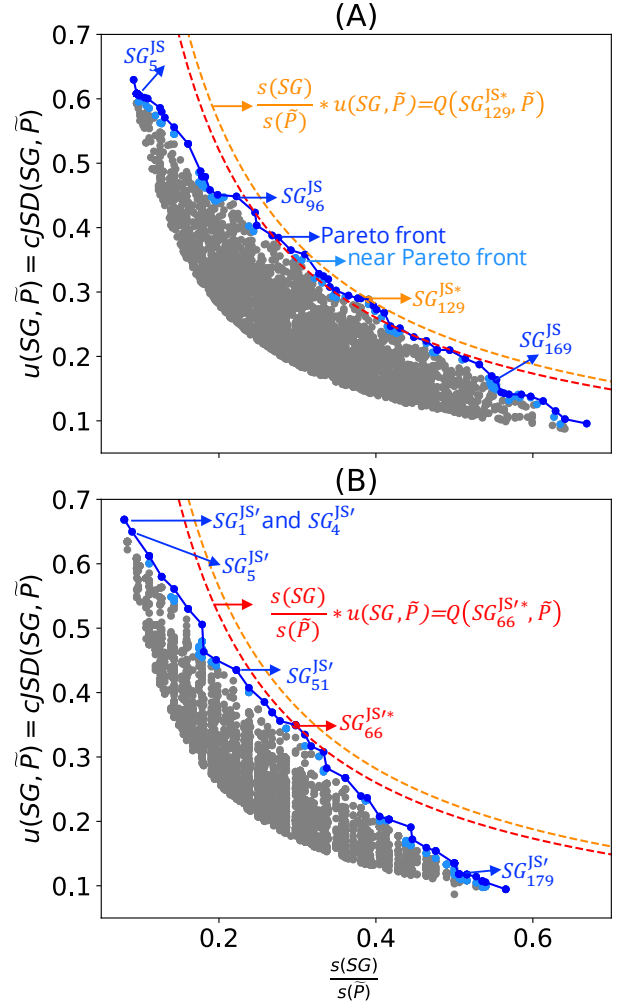 (A)
0.7
0.6
0.5
0.4
0.3
0.2
0.1
u(SG, P̃) = cJSD(SG, P̃)
SG₅ᴶˢ
s(SG)
s(P̃)
* u(SG, P̃)=Q(SG₁₂₉ᴶˢ*, P̃)
SG₉₆ᴶˢ
Pareto front
near Pareto front
SG₁₂₉ᴶˢ*
SG₁₆₉ᴶˢ
(B)
0.7
0.6
0.5
0.4
0.3
0.2
0.1
u(SG, P̃) = cJSD(SG, P̃)
SG₁ᴶˢ′ and SG₄ᴶˢ′
SG₅ᴶˢ′
s(SG)
s(P̃)
* u(SG, P̃)=Q(SG₆₆ᴶˢ′*, P̃)
SG₅₁ᴶˢ′
SG₆₆ᴶˢ′*
SG₁₇₉ᴶˢ′
0.2 0.4 0.6
s(SG)
s(P̃)